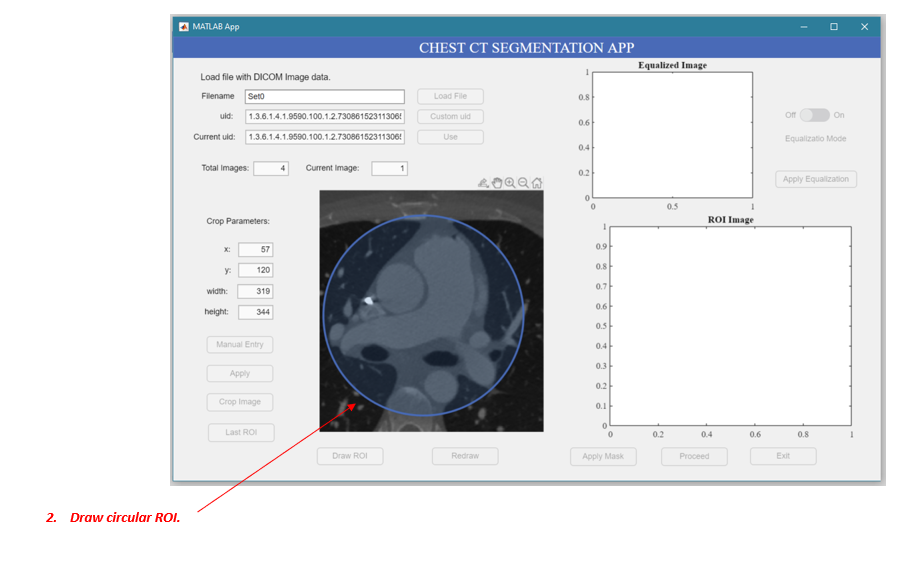 MATLAB App
CHEST CT SEGMENTATION APP
Load file with DICOM Image data.
Filename Set0 Load File
uid: 1.3.6.1.4.1.9590.100.1.2.730861523113065 Custom uid
Current uid: 1.3.6.1.4.1.9590.100.1.2.730861523113065 Use
Total Images: 4 Current Image: 1
Crop Parameters:
x: 57
y: 120
width: 319
height: 344
Manual Entry
Apply
Crop Image
Last ROI
Draw ROI Redraw
Equalized Image
1
0.8
0.6
0.4
0.2
0
0 0.5 1
Off On
Equalizatio Mode
Apply Equalization
ROI Image
1
0.9
0.8
0.7
0.6
0.5
0.4
0.3
0.2
0.1
0
0 0.2 0.4 0.6 0.8 1
Apply Mask Proceed Exit
2. Draw circular ROI.